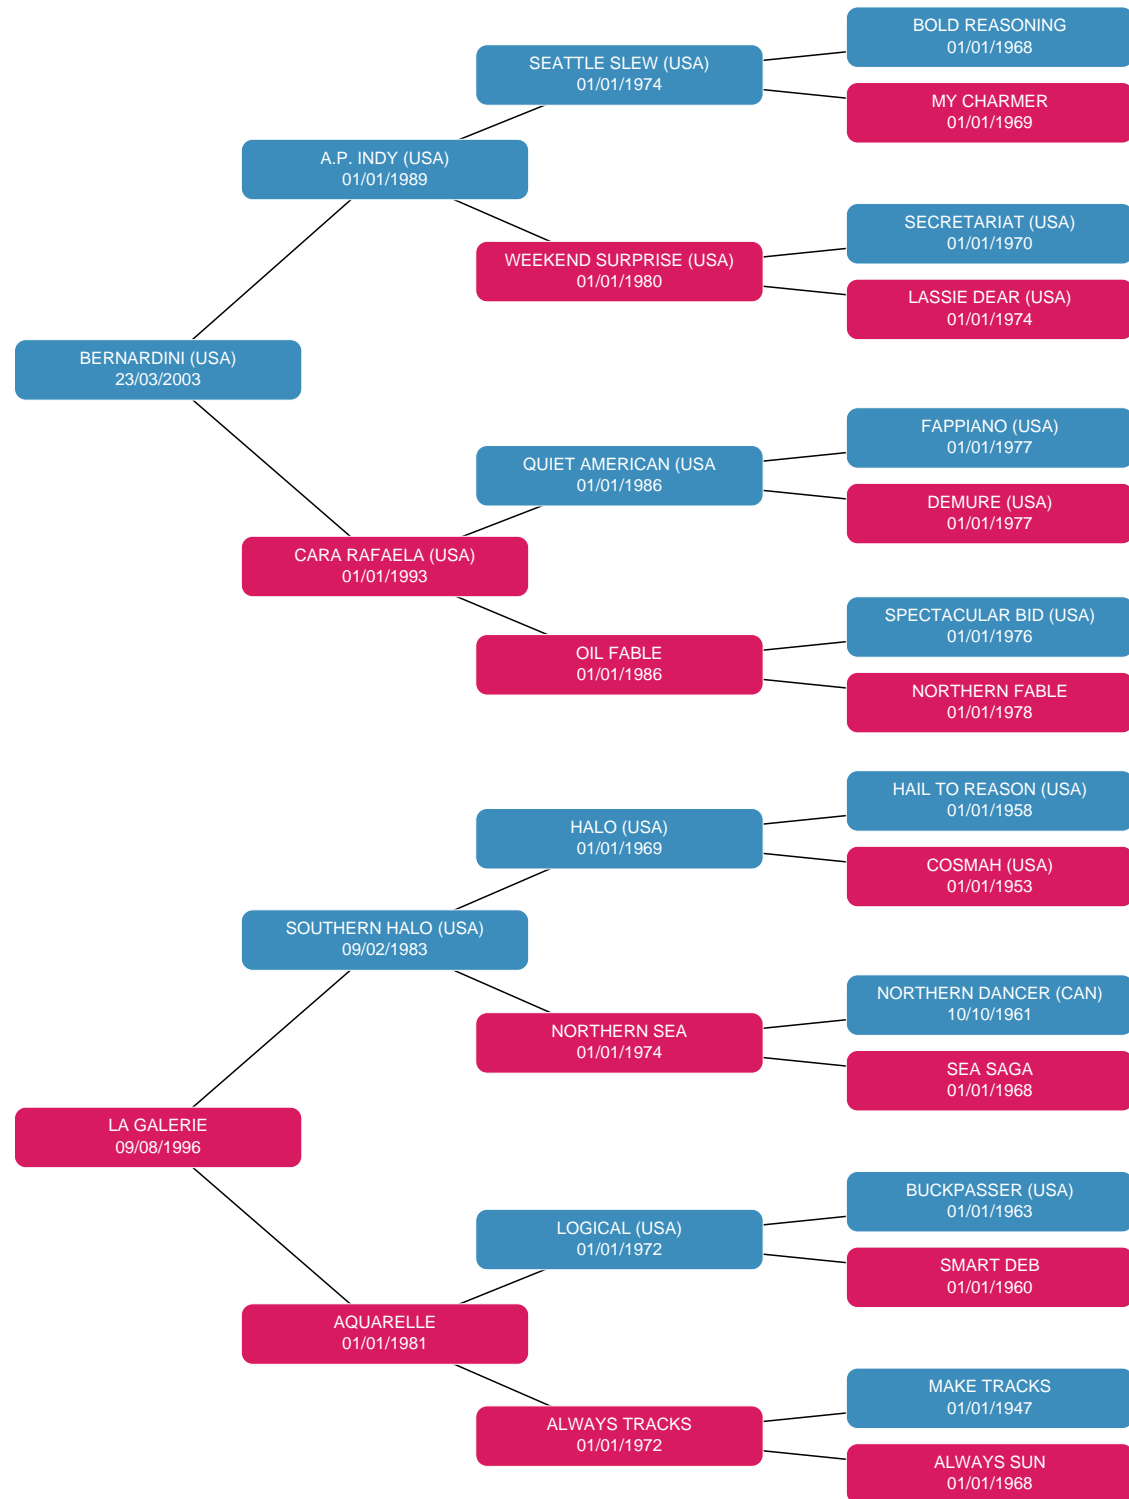 BOLD REASONING
01/01/1968
SEATTLE SLEW (USA)
01/01/1974
MY CHARMER
01/01/1969
A.P. INDY (USA)
01/01/1989
SECRETARIAT (USA)
01/01/1970
WEEKEND SURPRISE (USA)
01/01/1980
LASSIE DEAR (USA)
01/01/1974
BERNARDINI (USA)
23/03/2003
FAPPIANO (USA)
01/01/1977
QUIET AMERICAN (USA
01/01/1986
DEMURE (USA)
01/01/1977
CARA RAFAELA (USA)
01/01/1993
SPECTACULAR BID (USA)
01/01/1976
OIL FABLE
01/01/1986
NORTHERN FABLE
01/01/1978
HAIL TO REASON (USA)
01/01/1958
HALO (USA)
01/01/1969
COSMAH (USA)
01/01/1953
SOUTHERN HALO (USA)
09/02/1983
NORTHERN DANCER (CAN)
10/10/1961
NORTHERN SEA
01/01/1974
SEA SAGA
01/01/1968
LA GALERIE
09/08/1996
BUCKPASSER (USA)
01/01/1963
LOGICAL (USA)
01/01/1972
SMART DEB
01/01/1960
AQUARELLE
01/01/1981
MAKE TRACKS
01/01/1947
ALWAYS TRACKS
01/01/1972
ALWAYS SUN
01/01/1968